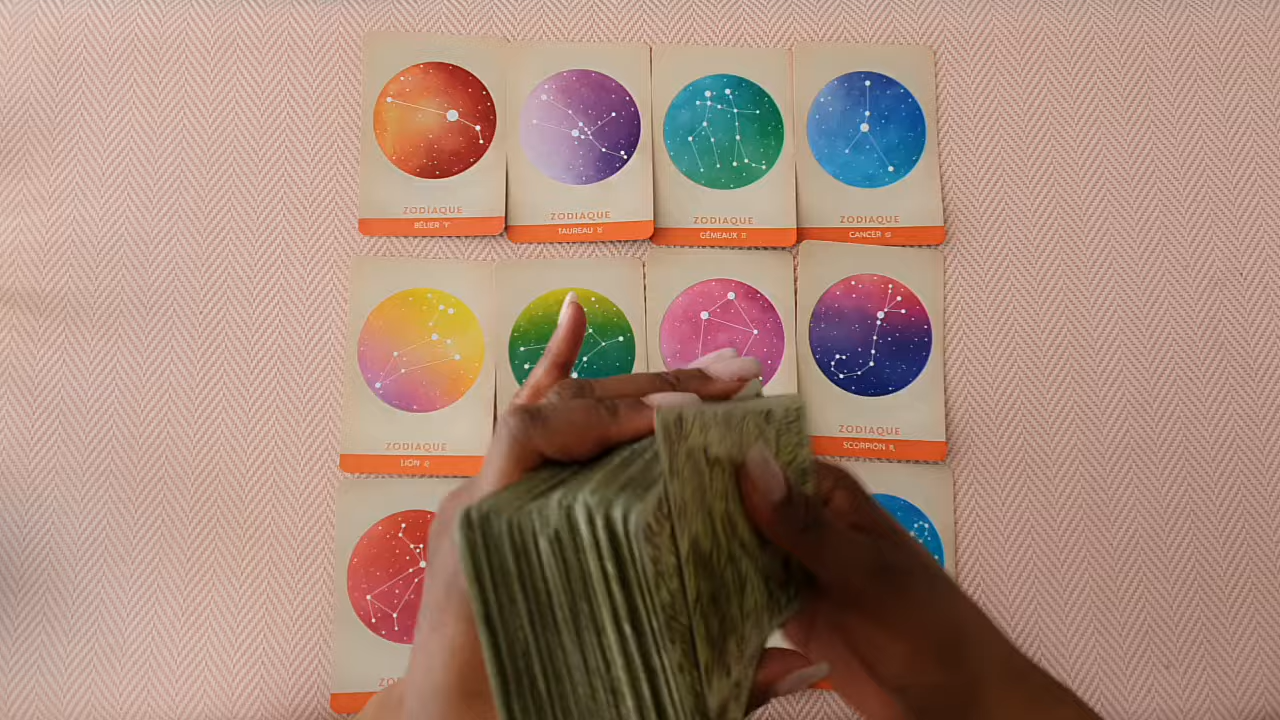 ZODIAQUE
BÉLIER ♈
ZODIAQUE
TAUREAU ♉
ZODIAQUE
GÉMEAUX ♊
ZODIAQUE
CANCER ♋
ZODIAQUE
LION ♌
ZODIAQUE
SCORPION ♏